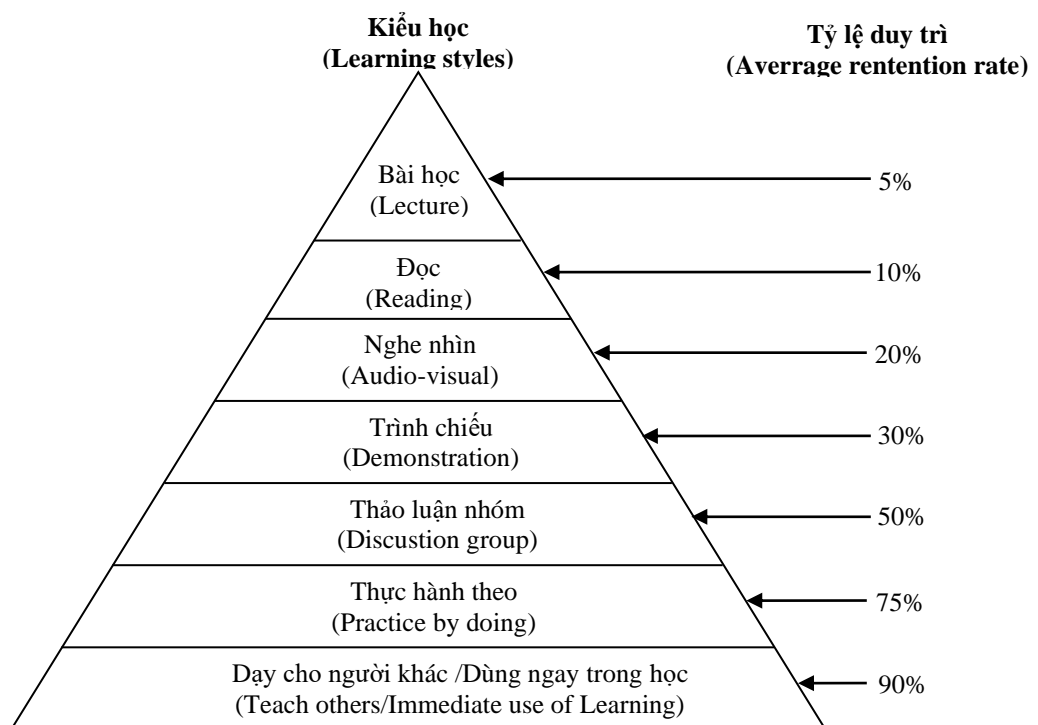 Kiểu học
(Learning styles)
Tỷ lệ duy trì
(Averrage rentention rate)
Bài học
(Lecture)
5%
Đọc
(Reading)
10%
Nghe nhìn
(Audio-visual)
20%
Trình chiếu
(Demonstration)
30%
Thảo luận nhóm
(Discustion group)
50%
Thực hành theo
(Practice by doing)
75%
Dạy cho người khác /Dùng ngay trong học
(Teach others/Immediate use of Learning)
90%